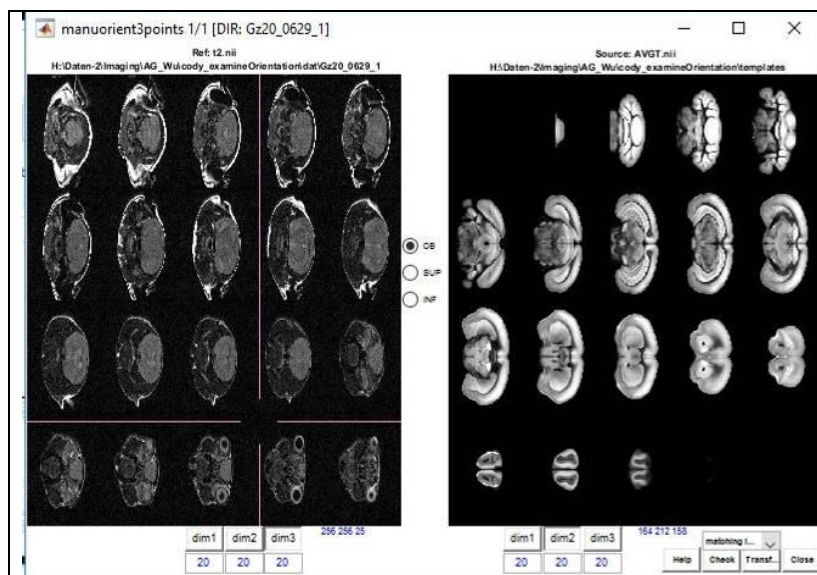 manuorient3points 1/1 [DIR: Gz20_0629_1]
Ref: t2.nii
H:\Daten-2\Imaging\AG_Wu\cody_examineOrientation\dat\Gz20_0629_1
Source: AVGT.nii
H:\Daten-2\Imaging\AG_Wu\cody_examineOrientation\templates
OB
SUP
INF
dim1 dim2 dim3
256 256 25
20 20 20
dim1 dim2 dim3
164 212 158
20 20 20
matching I...
Help Check Transf... Close